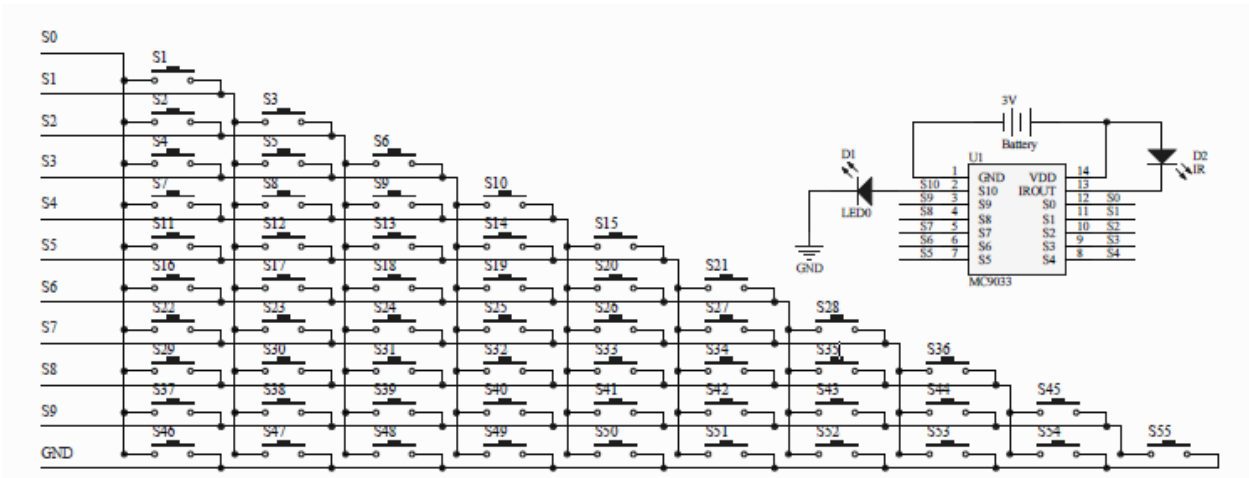 S0
S1
S1
S2 S3
S2
S4 S5 S6
S3
S7 S8 S9 S10
S4
S11 S12 S13 S14 S15
S5
S16 S17 S18 S19 S20 S21
S6
S22 S23 S24 S25 S26 S27 S28
S7
S29 S30 S31 S32 S33 S34 S35 S36
S8
S37 S38 S39 S40 S41 S42 S43 S44 S45
S9
S46 S47 S48 S49 S50 S51 S52 S53 S54 S55
GND
3V
Battery
D1
LED0
GND
D2
IR
U1
1 GND VDD 14
S10 2 S10 IROUT 13
S9 3 S9 S0 12 S0
S8 4 S8 S1 11 S1
S7 5 S7 S2 10 S2
S6 6 S6 S3 9 S3
S5 7 S5 S4 8 S4
MC9033